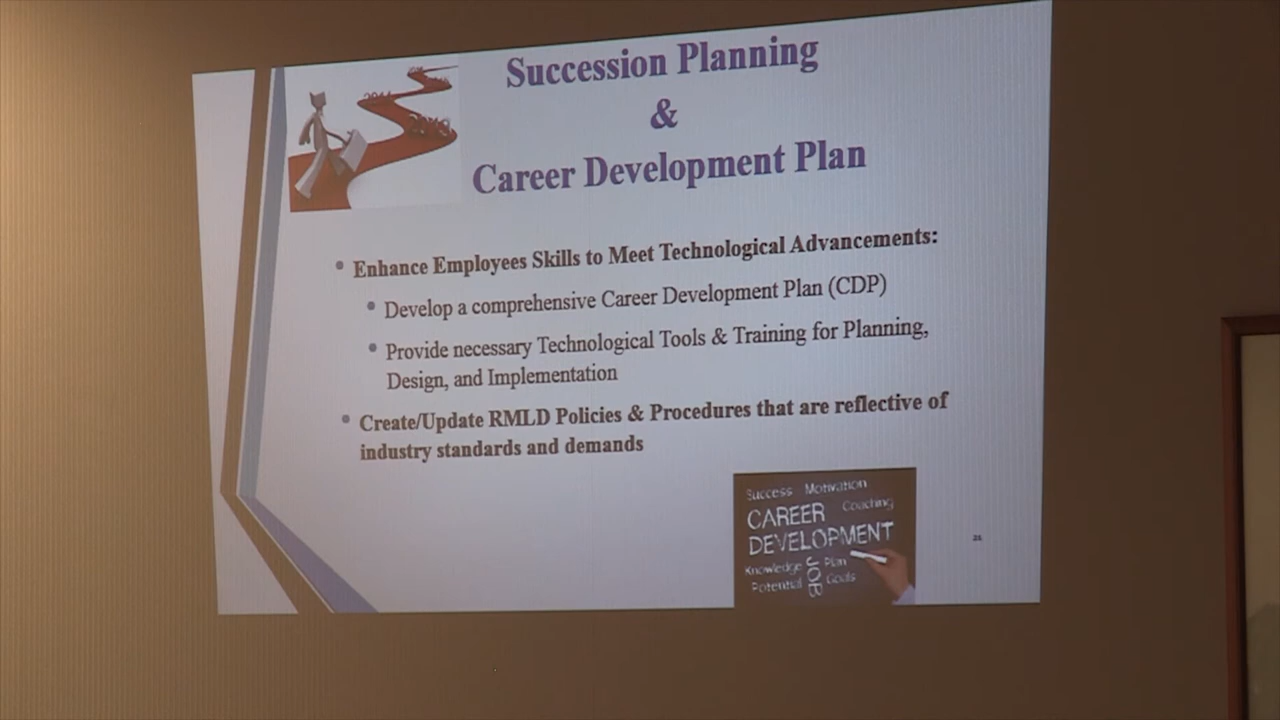 Succession Planning
&
Career Development Plan
• Enhance Employees Skills to Meet Technological Advancements:
• Develop a comprehensive Career Development Plan (CDP)
• Provide necessary Technological Tools & Training for Planning,
Design, and Implementation
• Create/Update RMLD Policies & Procedures that are reflective of
industry standards and demands
Success Motivation
CAREER Coaching
DEVELOPMENT
Knowledge JOB Plan
Potential Goals